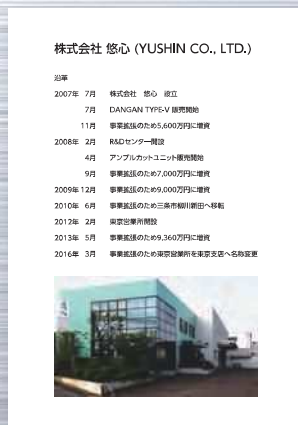 株式会社 悠心 (YUSHIN CO., LTD.)
沿革
2007年 7月 株式会社 悠心 設立
7月 DANGAN TYPE-V 販売開始
11月 事業拡張のため5,600万円に増資
2008年 2月 R&Dセンター開設
4月 アンプルカットユニット販売開始
9月 事業拡張のため7,000万円に増資
2009年 12月 事業拡張のため9,000万円に増資
2010年 6月 事業拡張のため三条市柳川新田へ移転
2012年 2月 東京営業所開設
2013年 5月 事業拡張のため9,360万円に増資
2016年 3月 事業拡張のため東京営業所を東京支店へ名称変更